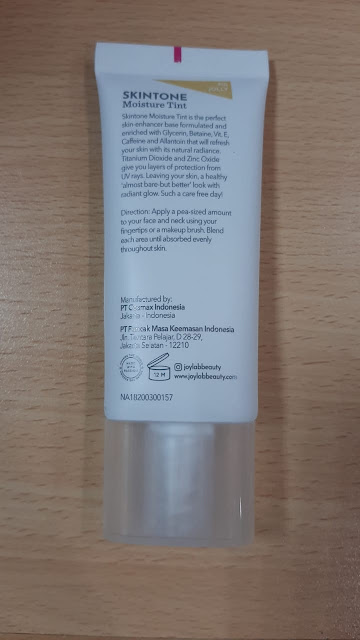 JOLLY
SKINTONE
Moisture Tint
Skintone Moisture Tint is the perfect
skin enhancer base formulated and
enriched with Glycerin, Betaine, Vit. E,
Caffeine and Allantoin that will refresh
your skin with its natural radiance.
Titanium Dioxide and Zinc Oxide
give you layers of protection from
UV rays. Leaving your skin, a healthy
'almost bare-but better' look with
radiant glow. Such a care free day!
Direction: Apply a pea-sized amount
to your face and neck using your
fingertips or a makeup brush. Blend
each area until absorbed evenly
throughout skin.
Manufactured by:
PT Cosmax Indonesia
Jakarta - Indonesia
PT Masa Keemasan Indonesia
Jln. Tentara Pelajar, D 28-29,
Jakarta Selatan - 12210
12 M
joylabbeauty
www.joylabbeauty.com
NA18200300157